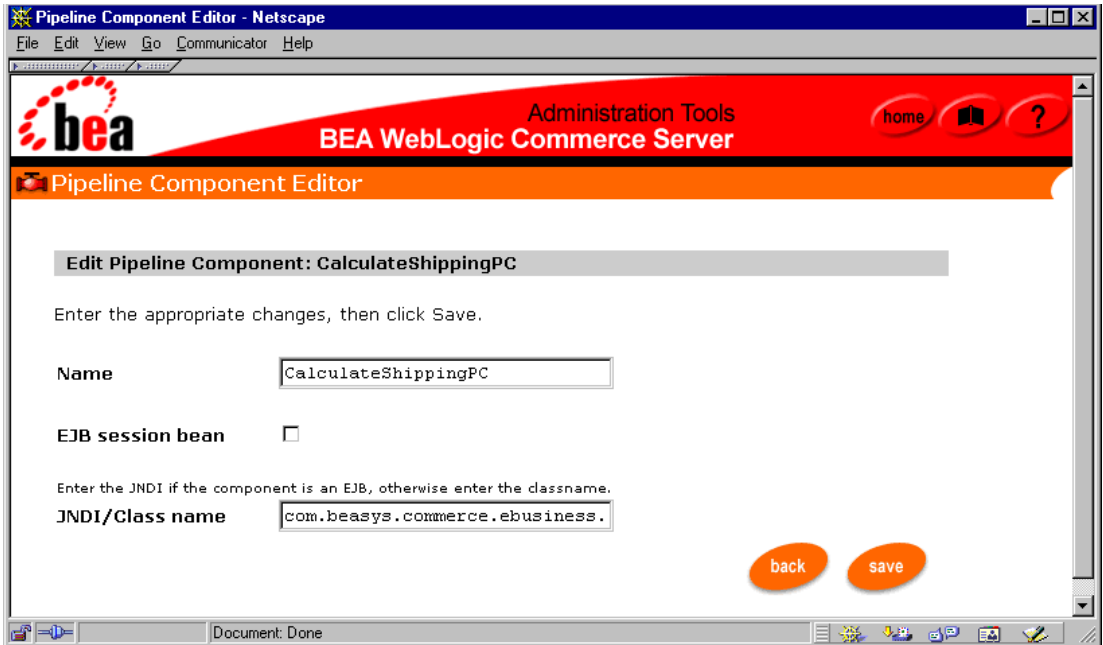 Pipeline Component Editor - Netscape
File Edit View Go Communicator Help
bea
Administration Tools
BEA WebLogic Commerce Server
home
?
Pipeline Component Editor
Edit Pipeline Component: CalculateShippingPC
Enter the appropriate changes, then click Save.
Name CalculateShippingPC
EJB session bean
Enter the JNDI if the component is an EJB, otherwise enter the classname.
JNDI/Class name com.beasys.commerce.ebusiness.
back save
Document: Done